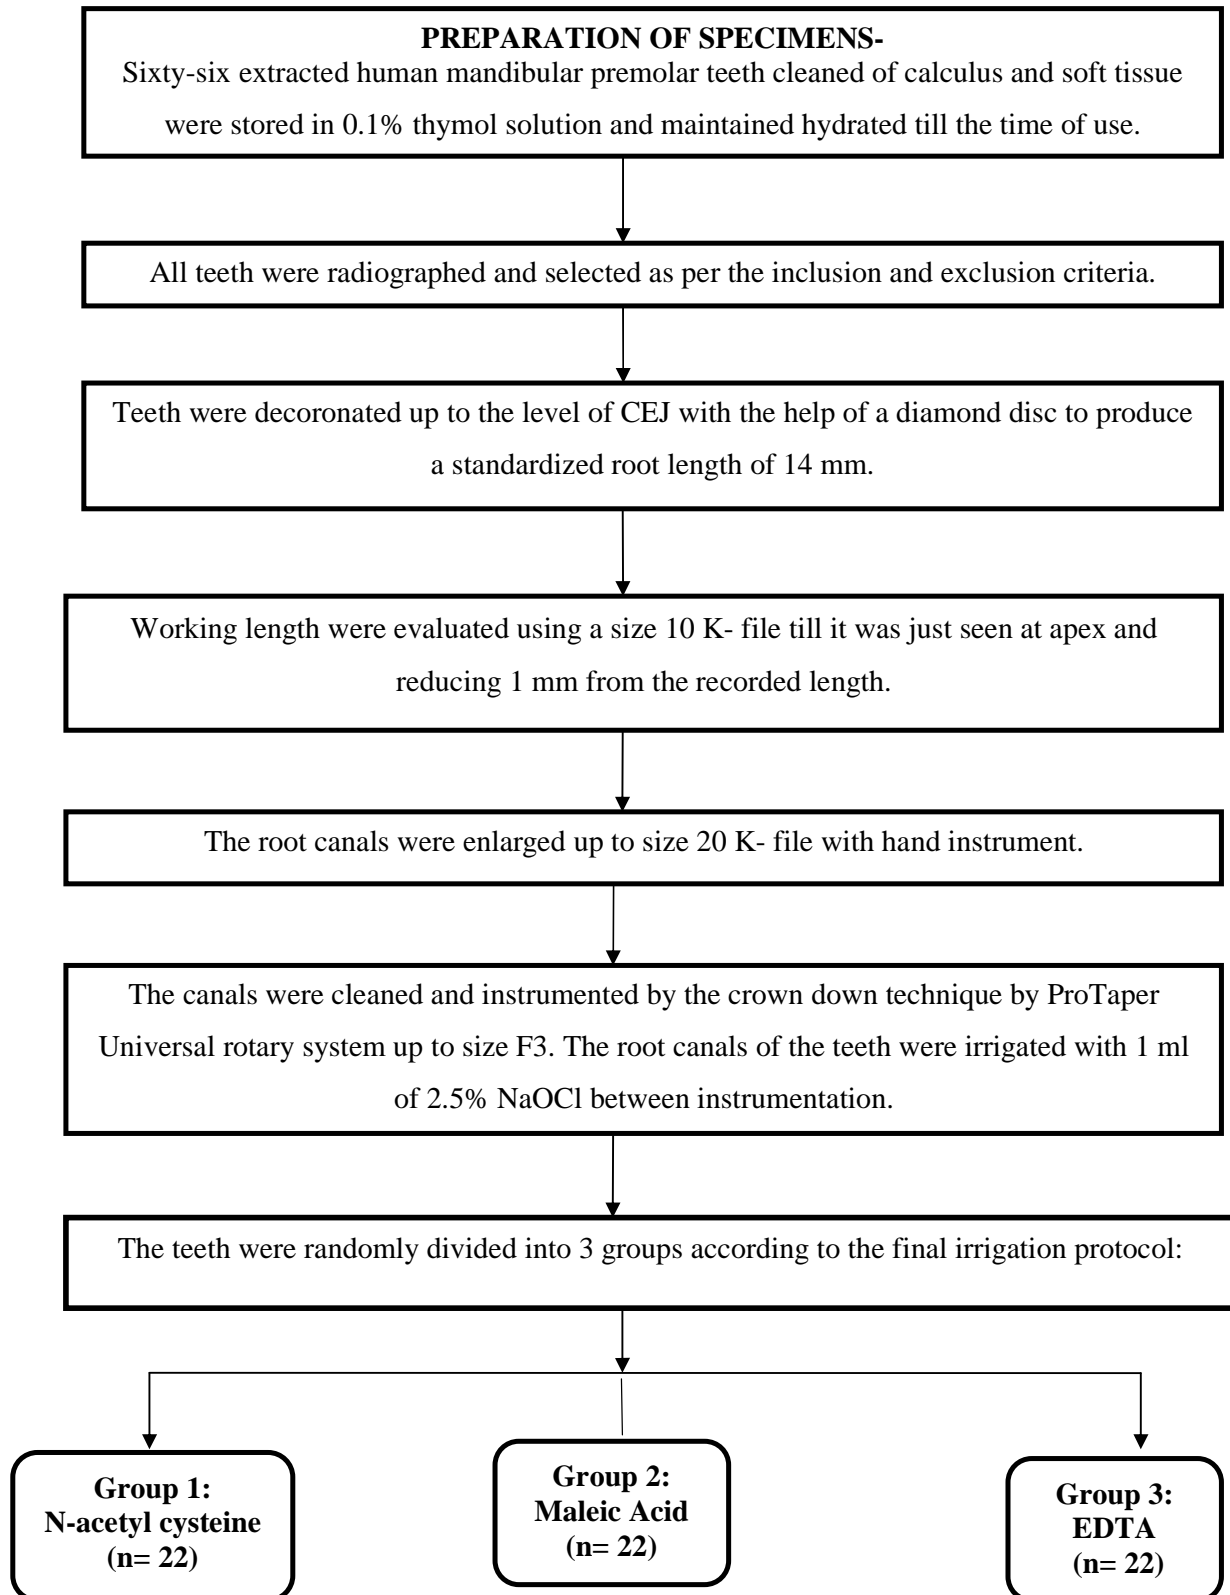 PREPARATION OF SPECIMENS-
Sixty-six extracted human mandibular premolar teeth cleaned of calculus and soft tissue
were stored in 0.1% thymol solution and maintained hydrated till the time of use.
All teeth were radiographed and selected as per the inclusion and exclusion criteria.
Teeth were decoronated up to the level of CEJ with the help of a diamond disc to produce
a standardized root length of 14 mm.
Working length were evaluated using a size 10 K- file till it was just seen at apex and
reducing 1 mm from the recorded length.
The root canals were enlarged up to size 20 K- file with hand instrument.
The canals were cleaned and instrumented by the crown down technique by ProTaper
Universal rotary system up to size F3. The root canals of the teeth were irrigated with 1 ml
of 2.5% NaOCl between instrumentation.
The teeth were randomly divided into 3 groups according to the final irrigation protocol:
Group 1:
N-acetyl cysteine
(n= 22)
Group 2:
Maleic Acid
(n= 22)
Group 3:
EDTA
(n= 22)